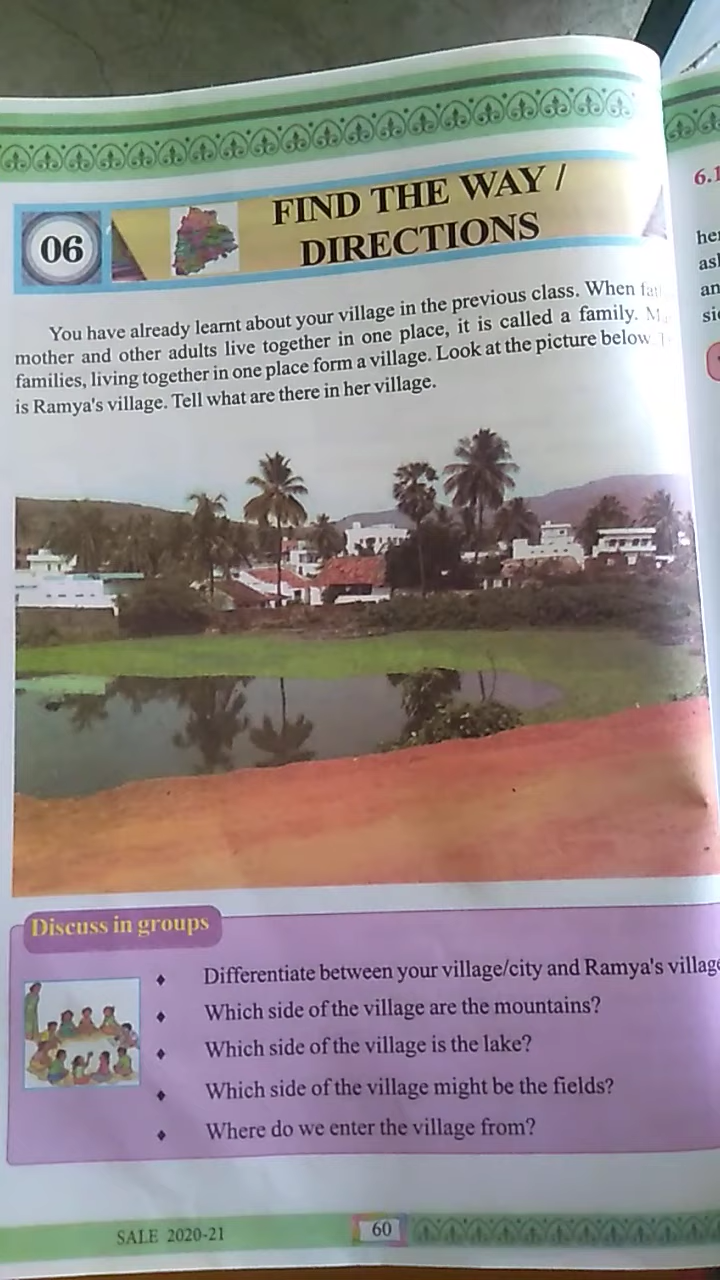 06
FIND THE WAY /
DIRECTIONS
You have already learnt about your village in the previous class. When
mother and other adults live together in one place, it is called a family.
families, living together in one place form a village. Look at the picture below.
is Ramya's village. Tell what are there in her village.
Discuss in groups
Differentiate between your village/city and Ramya's village
Which side of the village are the mountains?
Which side of the village is the lake?
Which side of the village might be the fields?
Where do we enter the village from?
SALE 2020-21
60
6.1